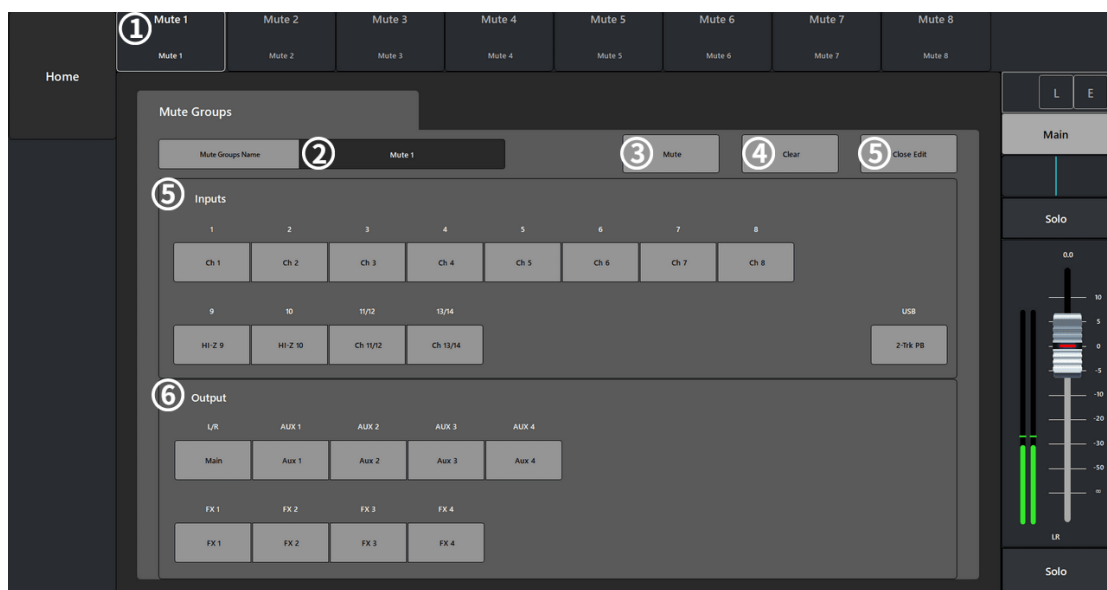 ① Mute 1 Mute 2 Mute 3 Mute 4 Mute 5 Mute 6 Mute 7 Mute 8
Mute 1 Mute 2 Mute 3 Mute 4 Mute 5 Mute 6 Mute 7 Mute 8
Home
L E
Mute Groups
Main
Mute Groups Name ② Mute 1 ③ Mute ④ Clear ⑤ Close Edit
⑤ Inputs
Solo
1 2 3 4 5 6 7 8
Ch 1 Ch 2 Ch 3 Ch 4 Ch 5 Ch 6 Ch 7 Ch 8
9 10 11/12 13/14 USB
HI-Z 9 HI-Z 10 Ch 11/12 Ch 13/14 2-Trk PB
⑥ Output
L/R AUX 1 AUX 2 AUX 3 AUX 4
Main Aux 1 Aux 2 Aux 3 Aux 4
FX 1 FX 2 FX 3 FX 4
FX 1 FX 2 FX 3 FX 4
0.0
10
5
0
-5
-10
-20
-30
-50
∞
LR
Solo